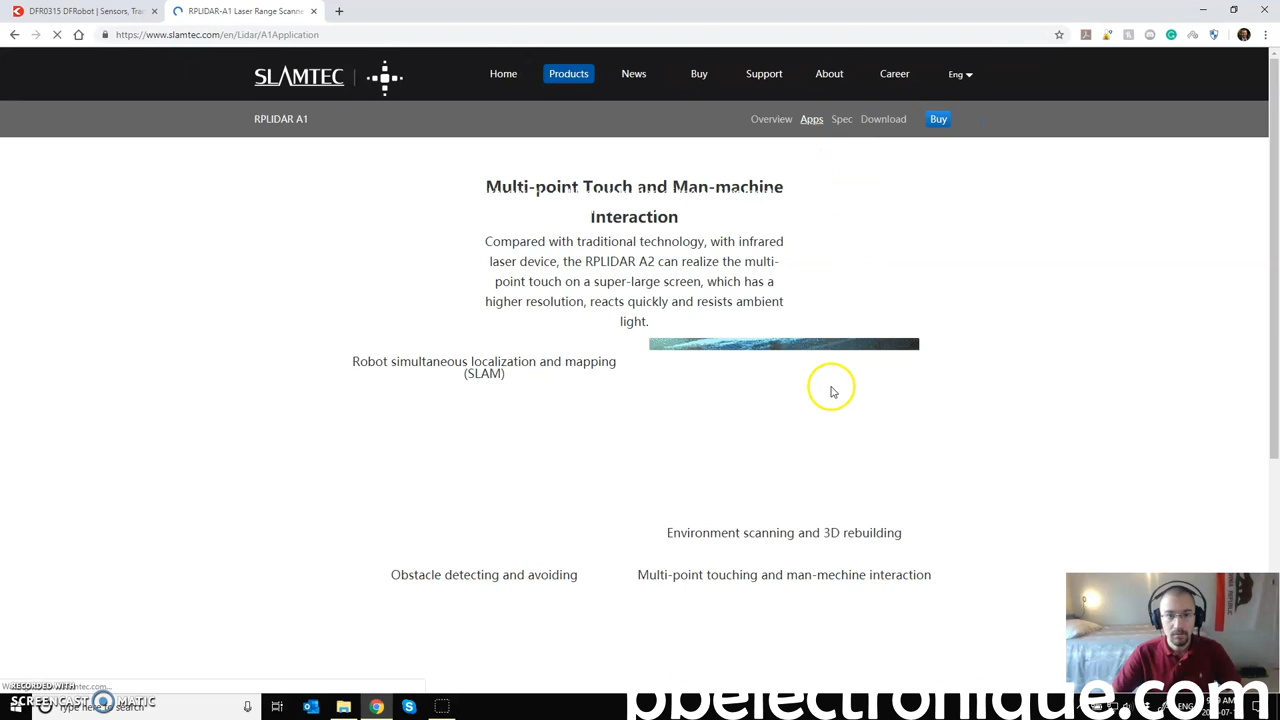 DFR0315 DFRobot | Sensors, Tra
RPLIDAR-A1 Laser Range Scanne
https://www.slamtec.com/en/Lidar/A1Application
SLAMTEC
Home Products News Buy Support About Career Eng
RPLIDAR A1
Overview Apps Spec Download Buy
Multi-point Touch and Man-machine
Interaction
Compared with traditional technology, with infrared
laser device, the RPLIDAR A2 can realize the multi-
point touch on a super-large screen, which has a
higher resolution, reacts quickly and resists ambient
light.
Robot simultaneous localization and mapping
(SLAM)
Environment scanning and 3D rebuilding
Obstacle detecting and avoiding
Multi-point touching and man-mechine interaction
RECORDED WITH
SCREENCAST MATIC
here to search
ENG
pbelectronique.com